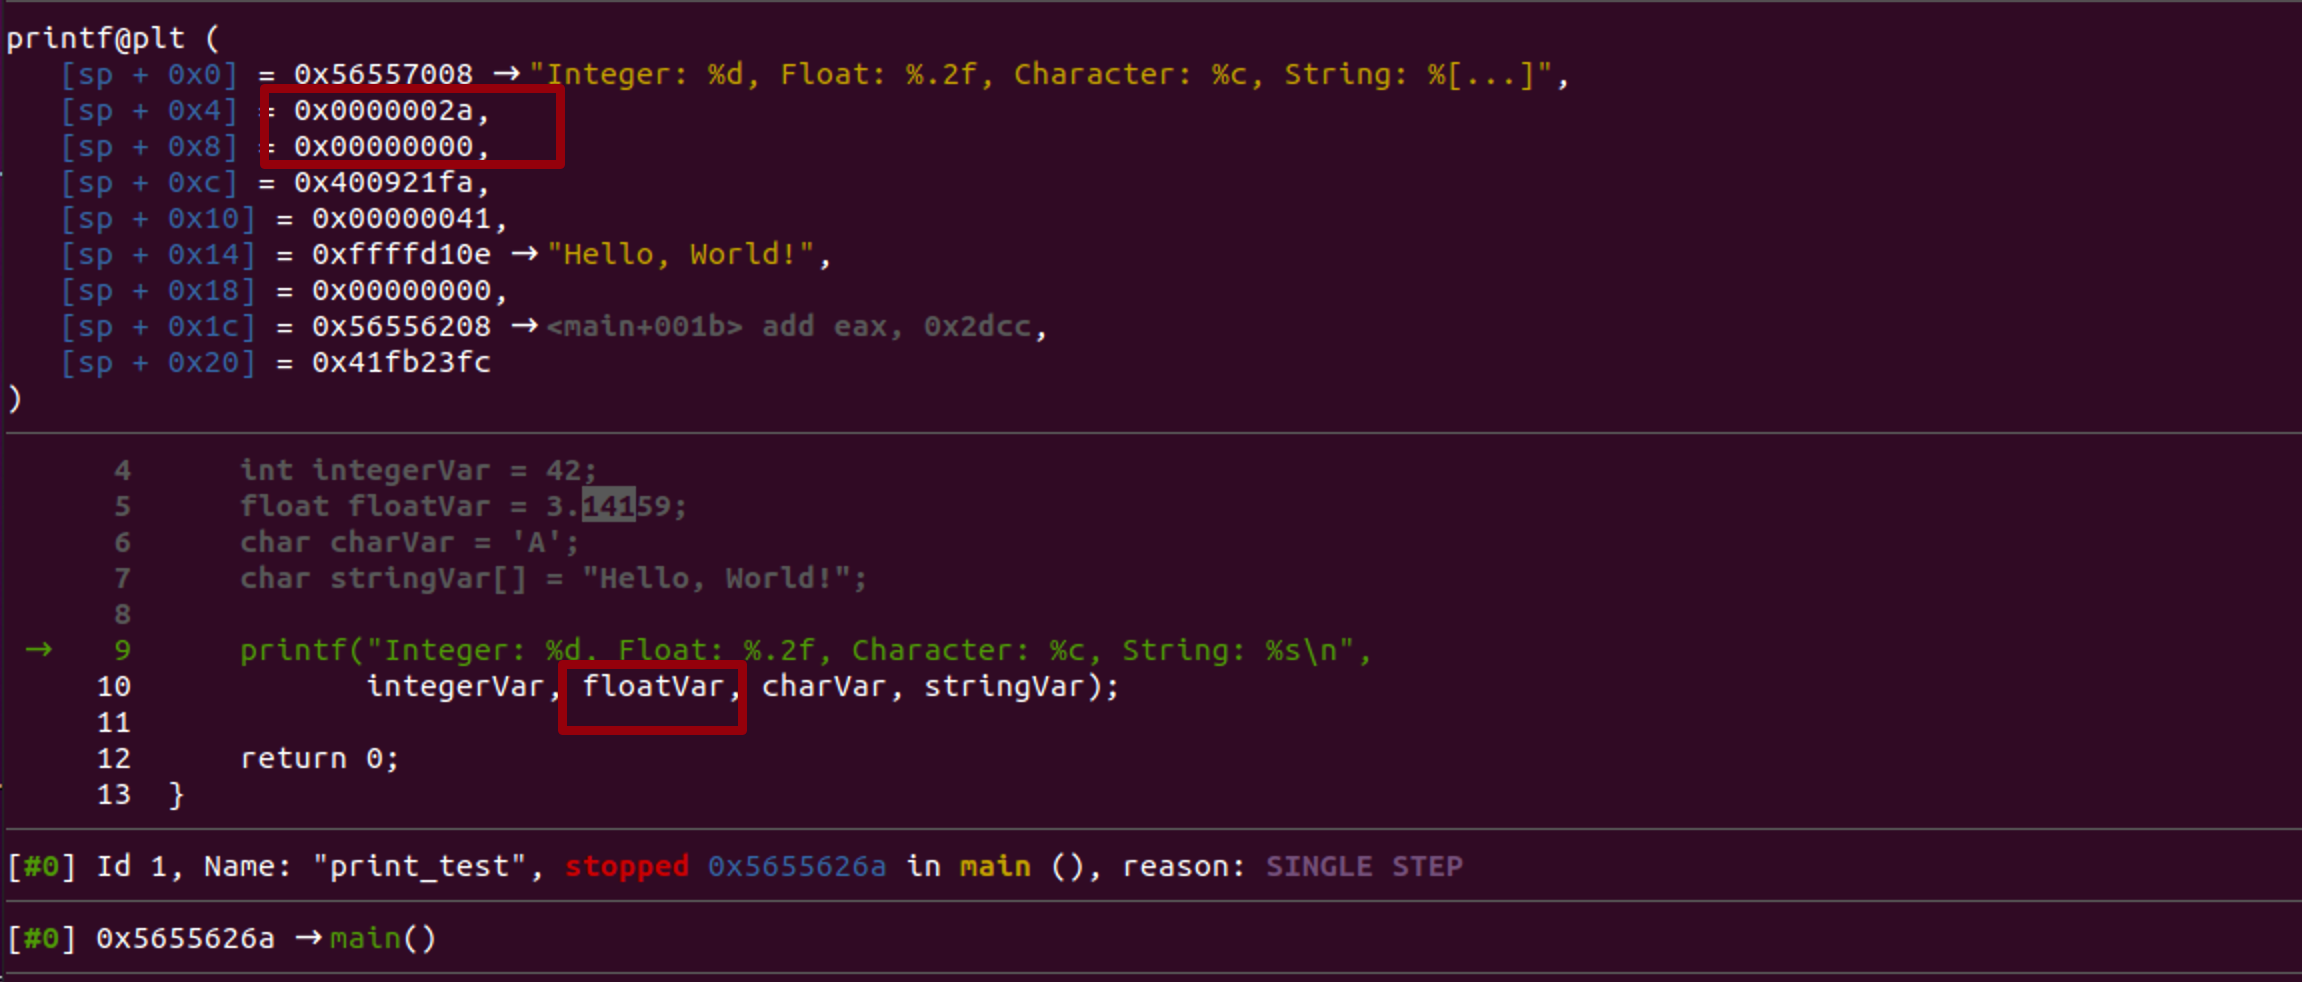 printf@plt (
[sp + 0x0] = 0x56557008 → "Integer: %d, Float: %.2f, Character: %c, String: %[...]",
[sp + 0x4] = 0x0000002a,
[sp + 0x8] = 0x00000000,
[sp + 0xc] = 0x400921fa,
[sp + 0x10] = 0x00000041,
[sp + 0x14] = 0xffffd10e → "Hello, World!",
[sp + 0x18] = 0x00000000,
[sp + 0x1c] = 0x56556208 → <main+001b> add eax, 0x2dcc,
[sp + 0x20] = 0x41fb23fc
)
4 int integerVar = 42;
5 float floatVar = 3.14159;
6 char charVar = 'A';
7 char stringVar[] = "Hello, World!";
8
→ 9 printf("Integer: %d, Float: %.2f, Character: %c, String: %s\n",
10 integerVar, floatVar, charVar, stringVar);
11
12 return 0;
13 }
[#0] Id 1, Name: "print_test", stopped 0x5655626a in main (), reason: SINGLE STEP
[#0] 0x5655626a → main()